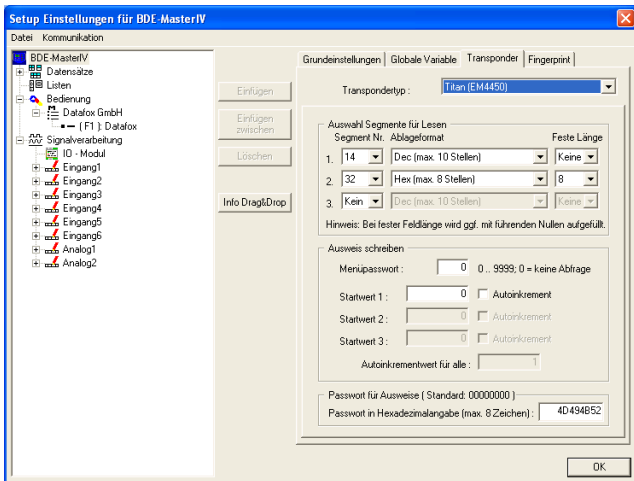 Setup Einstellungen für BDE-MasterIV
Datei Kommunikation
BDE-MasterIV
Datensätze
Listen
Bedienung
Datafox GmbH
( F1 ): Datafox
Signalverarbeitung
IO - Modul
Eingang1
Eingang2
Eingang3
Eingang4
Eingang5
Eingang6
Analog1
Analog2
Einfügen
Einfügen
zwischen
Löschen
Info Drag&Drop
Grundeinstellungen Globale Variable Transponder Fingerprint
Transpondertyp : Titan (EM4450)
Auswahl Segmente für Lesen
Segment Nr. Ablageformat Feste Länge
1. 14 Dec (max. 10 Stellen) Keine
2. 32 Hex (max. 8 Stellen) 8
3. Kein Dec (max. 10 Stellen) Keine
Hinweis: Bei fester Feldlänge wird ggf. mit führenden Nullen aufgefüllt.
Ausweis schreiben
Menüpasswort : 0 0 .. 9999; 0 = keine Abfrage
Startwert 1 : 0 Autoinkrement
Startwert 2 : 0 Autoinkrement
Startwert 3 : 0 Autoinkrement
Autoinkrementwert für alle : 1
Passwort für Ausweise ( Standard: 00000000 )
Passwort in Hexadezimalangabe (max. 8 Zeichen) : 4D494B52
OK